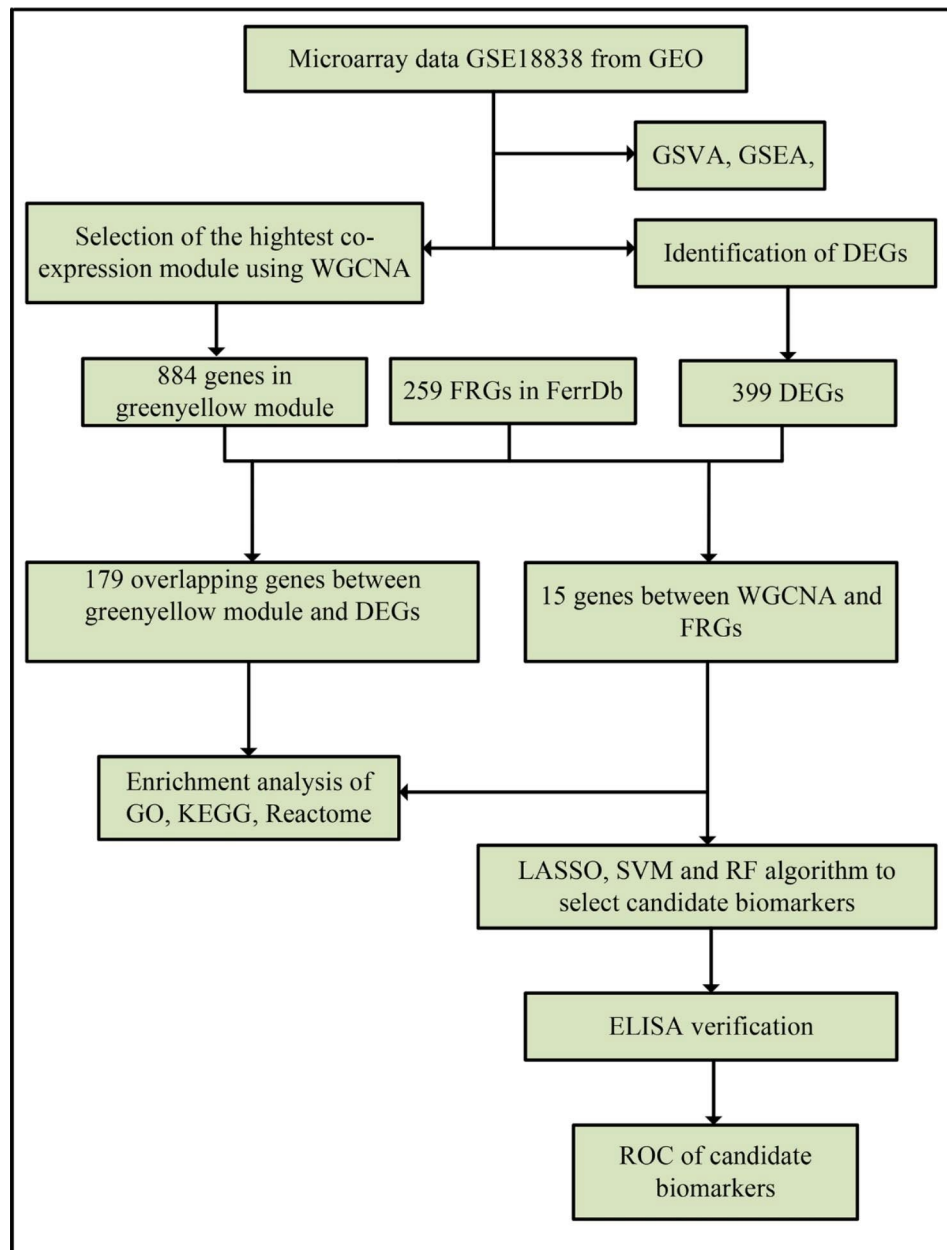 Microarray data GSE18838 from GEO
GSVA, GSEA,
Selection of the highest co-
expression module using WGCNA
Identification of DEGs
884 genes in
greenyellow module
259 FRGs in FerrDb
399 DEGs
179 overlapping genes between
greenyellow module and DEGs
15 genes between WGCNA and
FRGs
Enrichment analysis of
GO, KEGG, Reactome
LASSO, SVM and RF algorithm to
select candidate biomarkers
ELISA verification
ROC of candidate
biomarkers